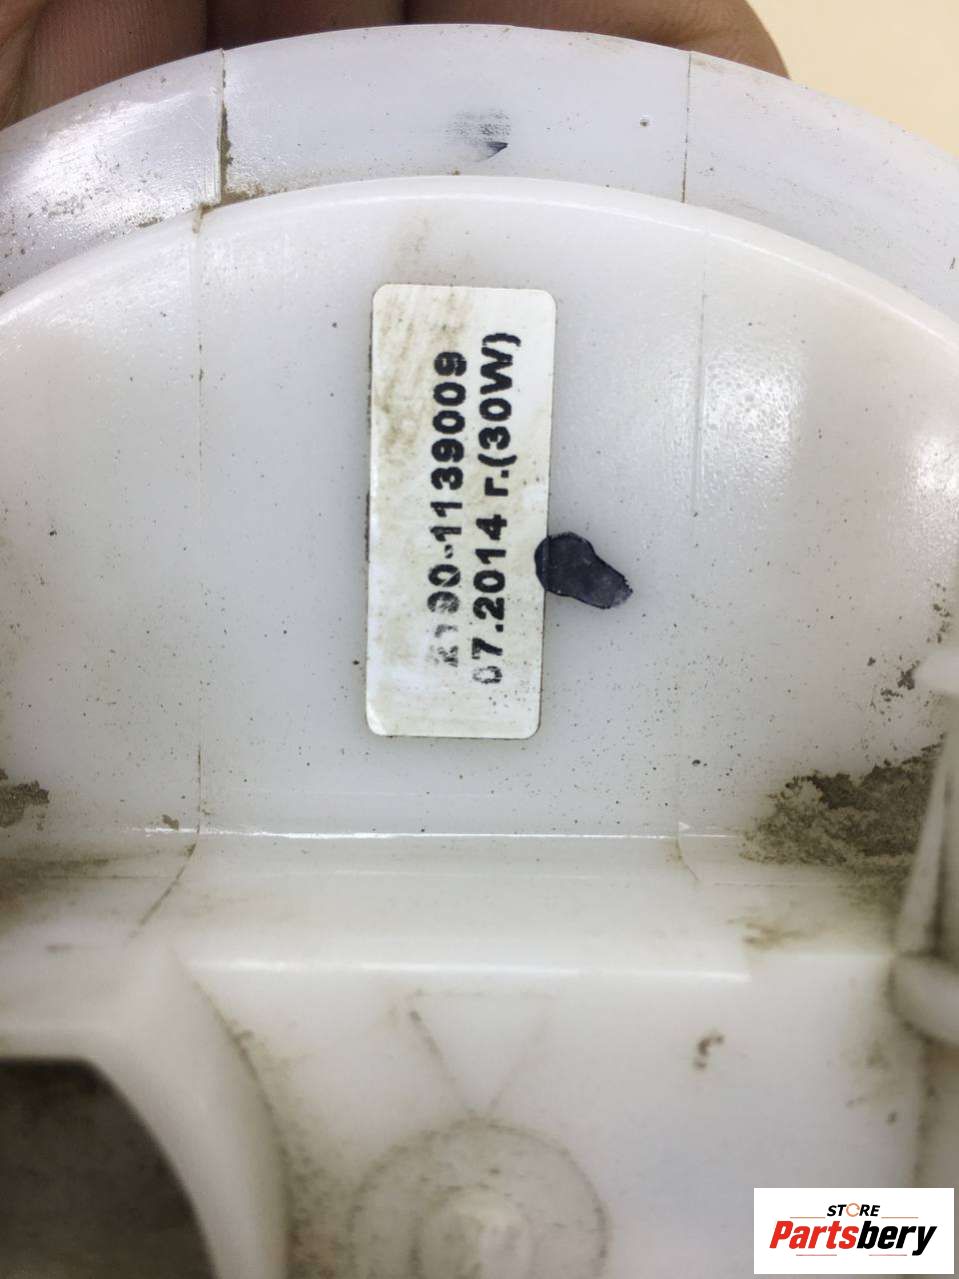 2190-1139009
07.2014 г.(30W)
STORE
Partsbery